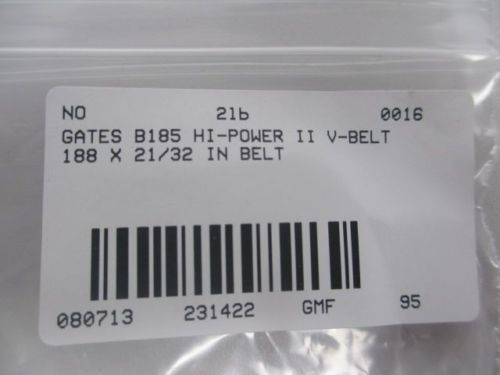 NO 21b 0016
GATES B185 HI-POWER II V-BELT
188 X 21/32 IN BELT
080713 231422 GMF 95